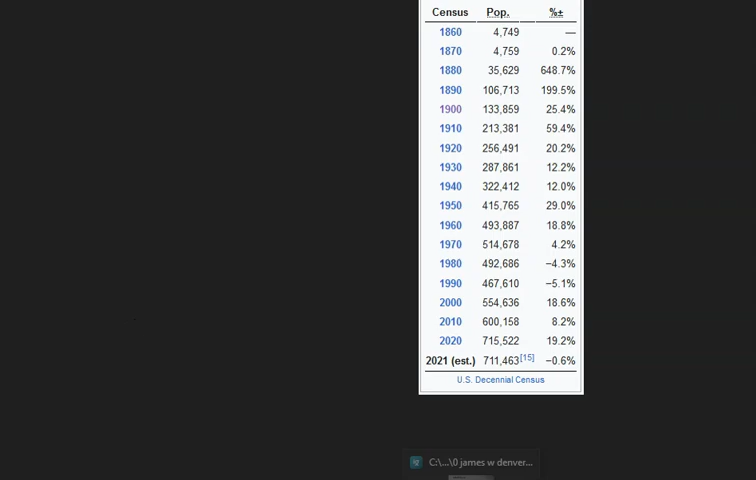 Census Pop. %±
1860 4,749 —
1870 4,759 0.2%
1880 35,629 648.7%
1890 106,713 199.5%
1900 133,859 25.4%
1910 213,381 59.4%
1920 256,491 20.2%
1930 287,861 12.2%
1940 322,412 12.0%
1950 415,765 29.0%
1960 493,887 18.8%
1970 514,678 4.2%
1980 492,686 −4.3%
1990 467,610 −5.1%
2000 554,636 18.6%
2010 600,158 8.2%
2020 715,522 19.2%
2021 (est.) 711,463[15] −0.6%
U.S. Decennial Census
C:\...\0 james w denver...